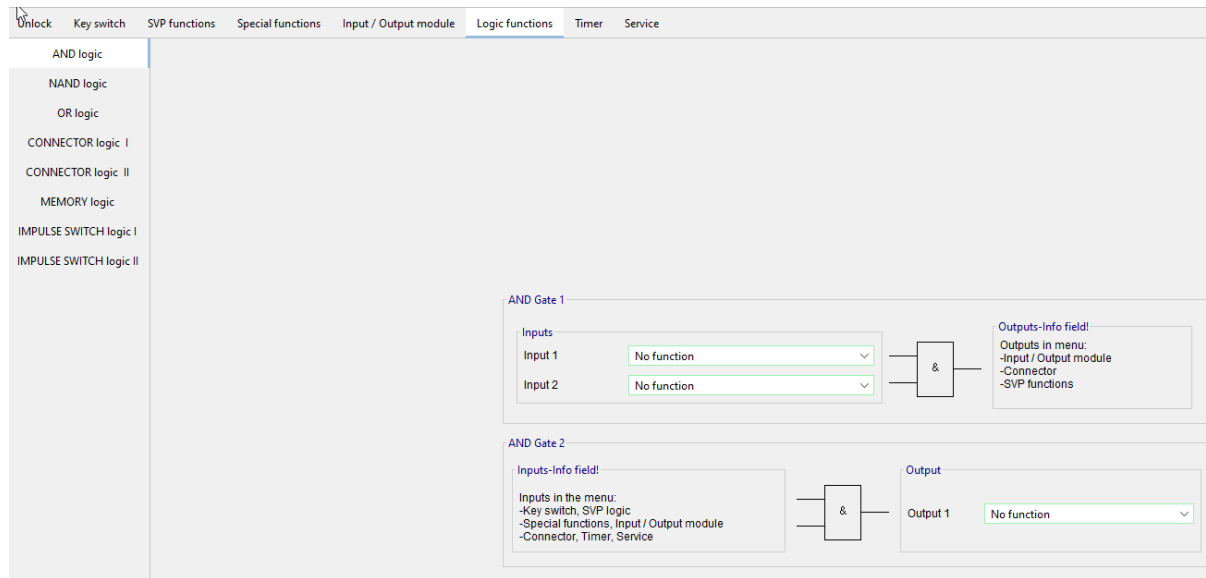 Unlock Key switch SVP functions Special functions Input / Output module Logic functions Timer Service
AND logic
NAND logic
OR logic
CONNECTOR logic I
CONNECTOR logic II
MEMORY logic
IMPULSE SWITCH logic I
IMPULSE SWITCH logic II
AND Gate 1
Inputs
Input 1 No function
Input 2 No function
&
Outputs-Info field!
Outputs in menu:
-Input / Output module
-Connector
-SVP functions
AND Gate 2
Inputs-Info field!
Inputs in the menu:
-Key switch, SVP logic
-Special functions, Input / Output module
-Connector, Timer, Service
&
Output
Output 1 No function